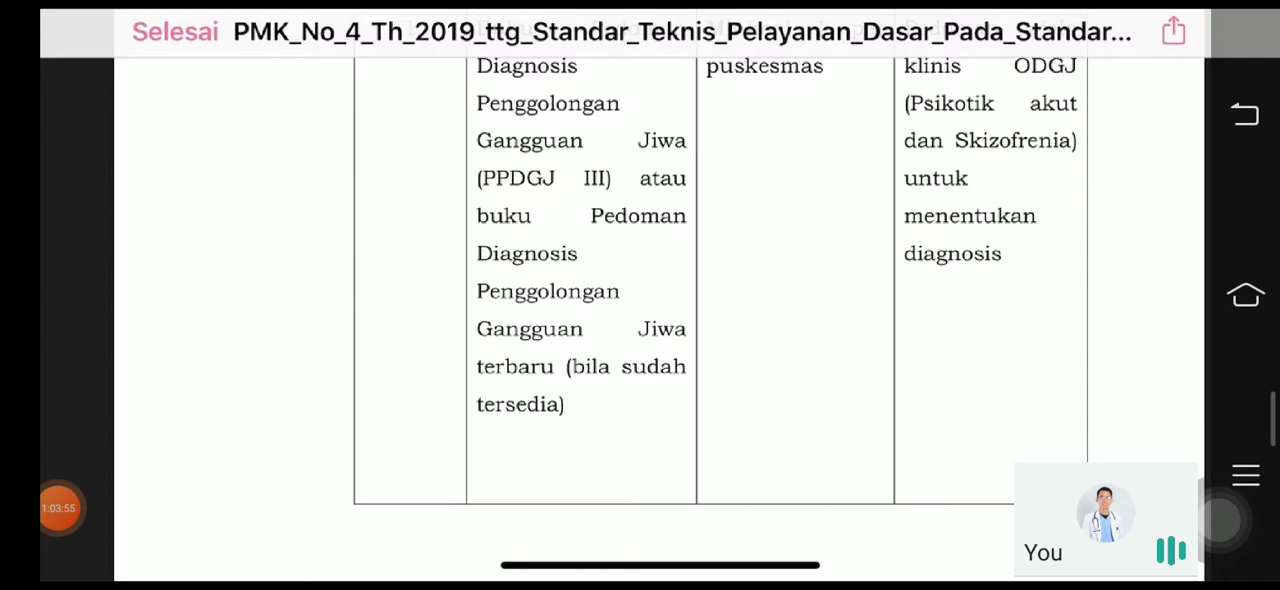 Selesai PMK_No_4_Th_2019_ttg_Standar_Teknis_Pelayanan_Dasar_Pada_Standar...
Diagnosis
Penggolongan
Gangguan Jiwa
(PPDGJ III) atau
buku Pedoman
Diagnosis
Penggolongan
Gangguan Jiwa
terbaru (bila sudah
tersedia)
puskesmas
klinis ODGJ
(Psikotik akut
dan Skizofrenia)
untuk
menentukan
diagnosis
1:03:55
You